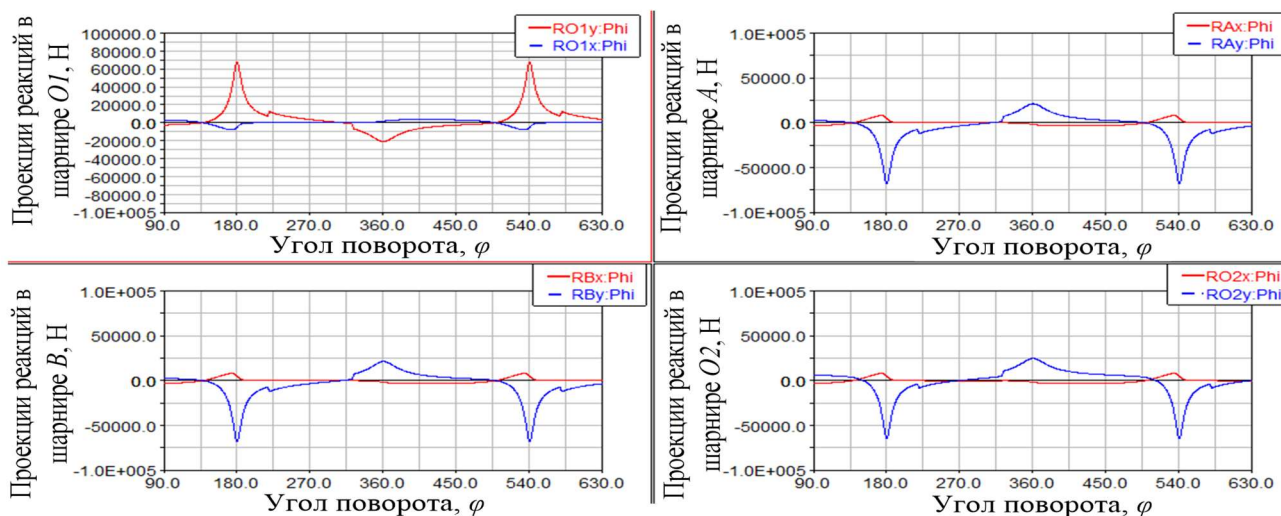 Проекции реакций в
шарнире O1, Н
100000.0
80000.0
60000.0
40000.0
20000.0
0.0
-20000.0
-40000.0
-60000.0
-80000.0
-1.0E+005
RO1y:Phi
RO1x:Phi
90.0 180.0 270.0 360.0 450.0 540.0 630.0
Угол поворота, φ
Проекции реакций в
шарнире A, Н
1.0E+005
50000.0
0.0
-50000.0
-1.0E+005
RAx:Phi
RAy:Phi
90.0 180.0 270.0 360.0 450.0 540.0 630.0
Угол поворота, φ
Проекции реакций в
шарнире B, Н
1.0E+005
50000.0
0.0
-50000.0
-1.0E+005
RBx:Phi
RBy:Phi
90.0 180.0 270.0 360.0 450.0 540.0 630.0
Угол поворота, φ
Проекции реакций в
шарнире O2, Н
1.0E+005
50000.0
0.0
-50000.0
-1.0E+005
RO2x:Phi
RO2y:Phi
90.0 180.0 270.0 360.0 450.0 540.0 630.0
Угол поворота, φ